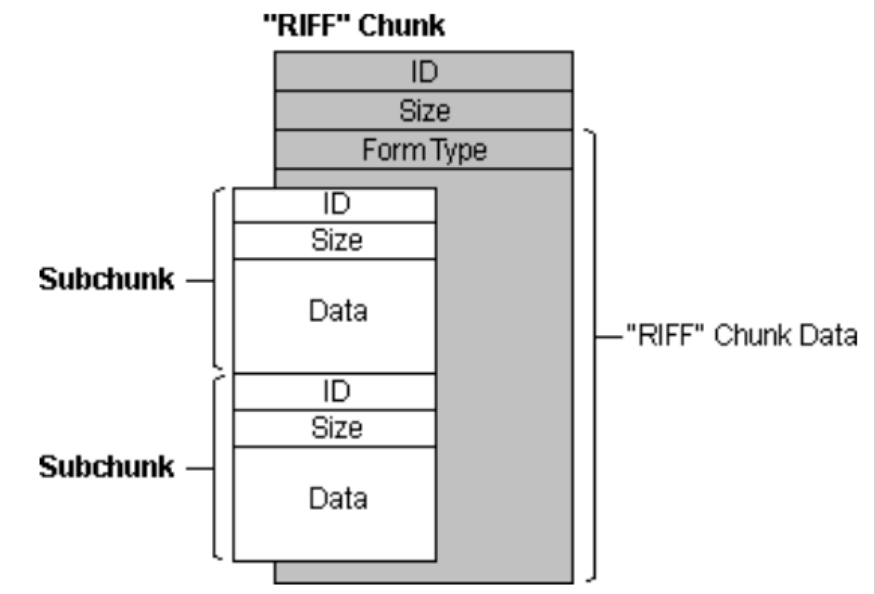 "RIFF" Chunk
ID
Size
Form Type
ID
Size
Subchunk
Data
"RIFF" Chunk Data
ID
Size
Subchunk
Data